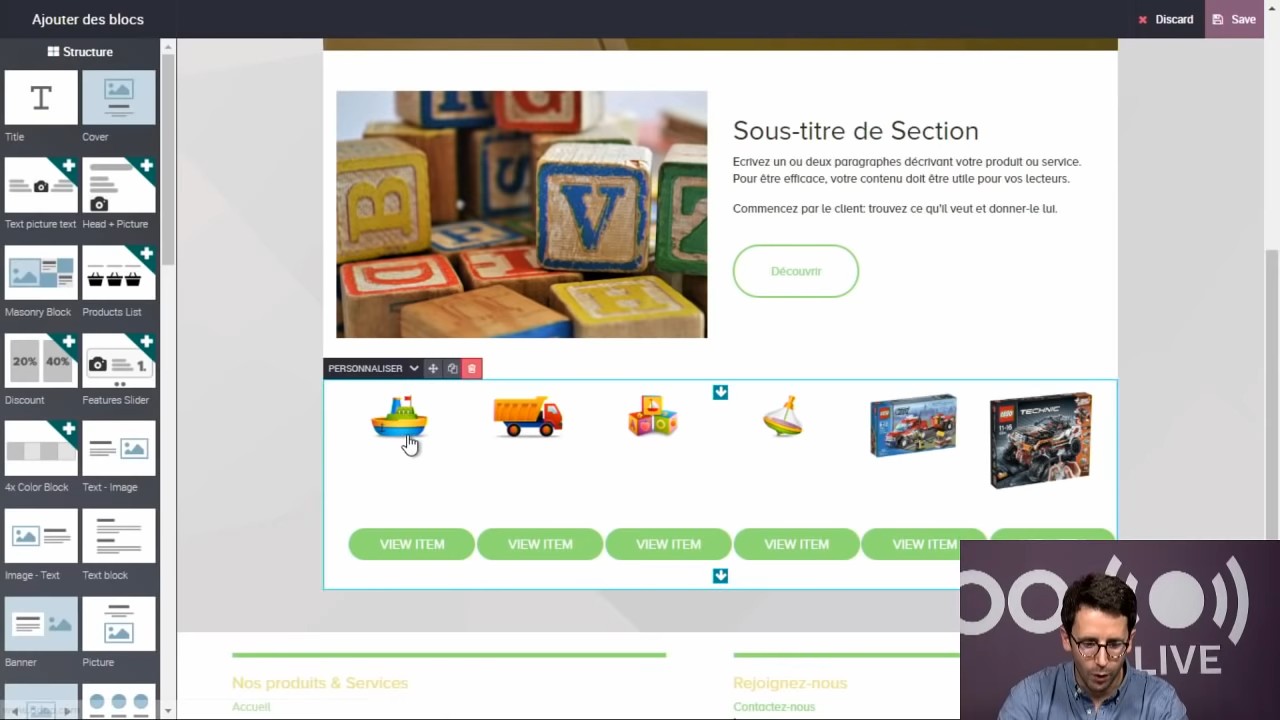 Ajouter des blocs
Discard
Save
Structure
Title
Cover
Text picture text
Head + Picture
Masonry Block
Products List
20% 40%
Discount
Features Slider
4x Color Block
Text - Image
Image - Text
Text block
Banner
Picture
Sous-titre de Section
Ecrivez un ou deux paragraphes décrivant votre produit ou service.
Pour être efficace, votre contenu doit être utile pour vos lecteurs.
Commencez par le client: trouvez ce qu'il veut et donner-le lui.
Découvrir
PERSONNALISER
LEGO
LEGO TECHNIC
VIEW ITEM
VIEW ITEM
VIEW ITEM
VIEW ITEM
VIEW ITEM
Nos produits & Services
Accueil
Rejoignez-nous
Contactez-nous
LIVE